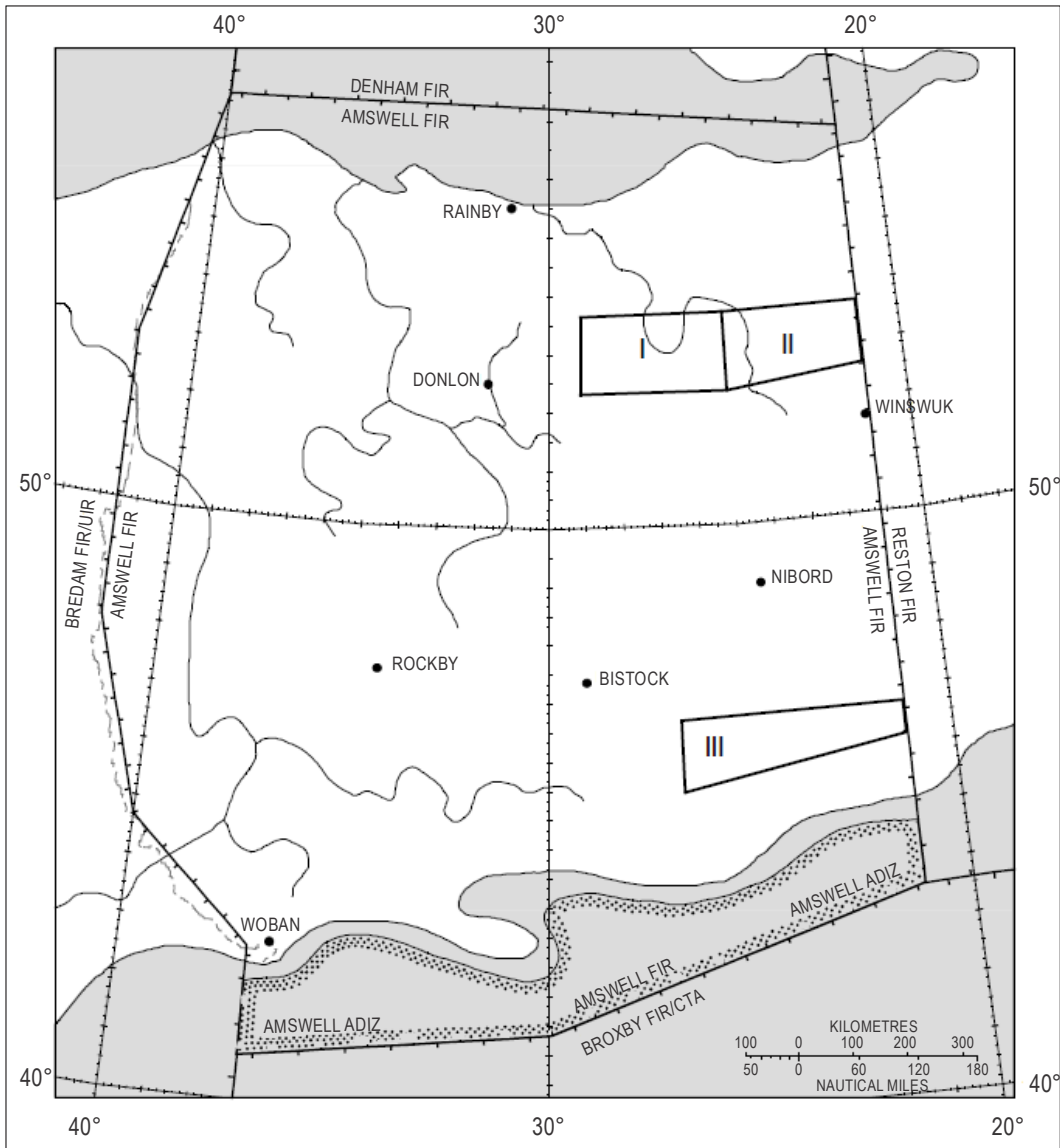 40°
30°
20°
DENHAM FIR
AMSWELL FIR
RAINBY
I
II
DONLON
WINSWUK
50°
50°
BREDAM FIR/UIR
AMSWELL FIR
RESTON FIR
AMSWELL FIR
NIBORD
ROCKBY
BISTOCK
III
WOBAN
AMSWELL ADIZ
AMSWELL FIR
BROXBY FIR/CTA
AMSWELL ADIZ
KILOMETRES
100 0 100 200 300
50 0 60 120 180
NAUTICAL MILES
40°
40°
40°
30°
20°